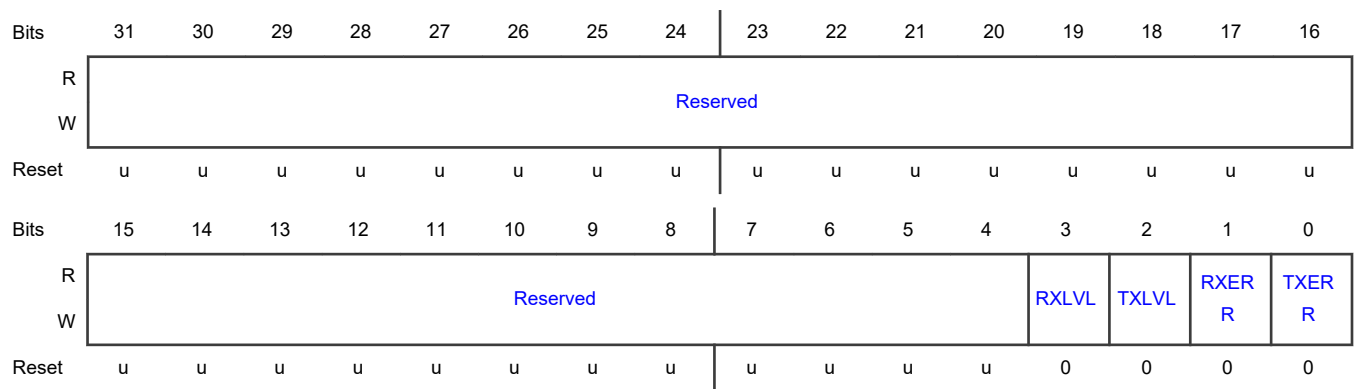 Bits 31 30 29 28 27 26 25 24 23 22 21 20 19 18 17 16
R
Reserved
W
Reset u u u u u u u u u u u u u u u u
Bits 15 14 13 12 11 10 9 8 7 6 5 4 3 2 1 0
R
Reserved RXLVL TXLVL RXER TXER
R R
W
Reset u u u u u u u u u u u u 0 0 0 0